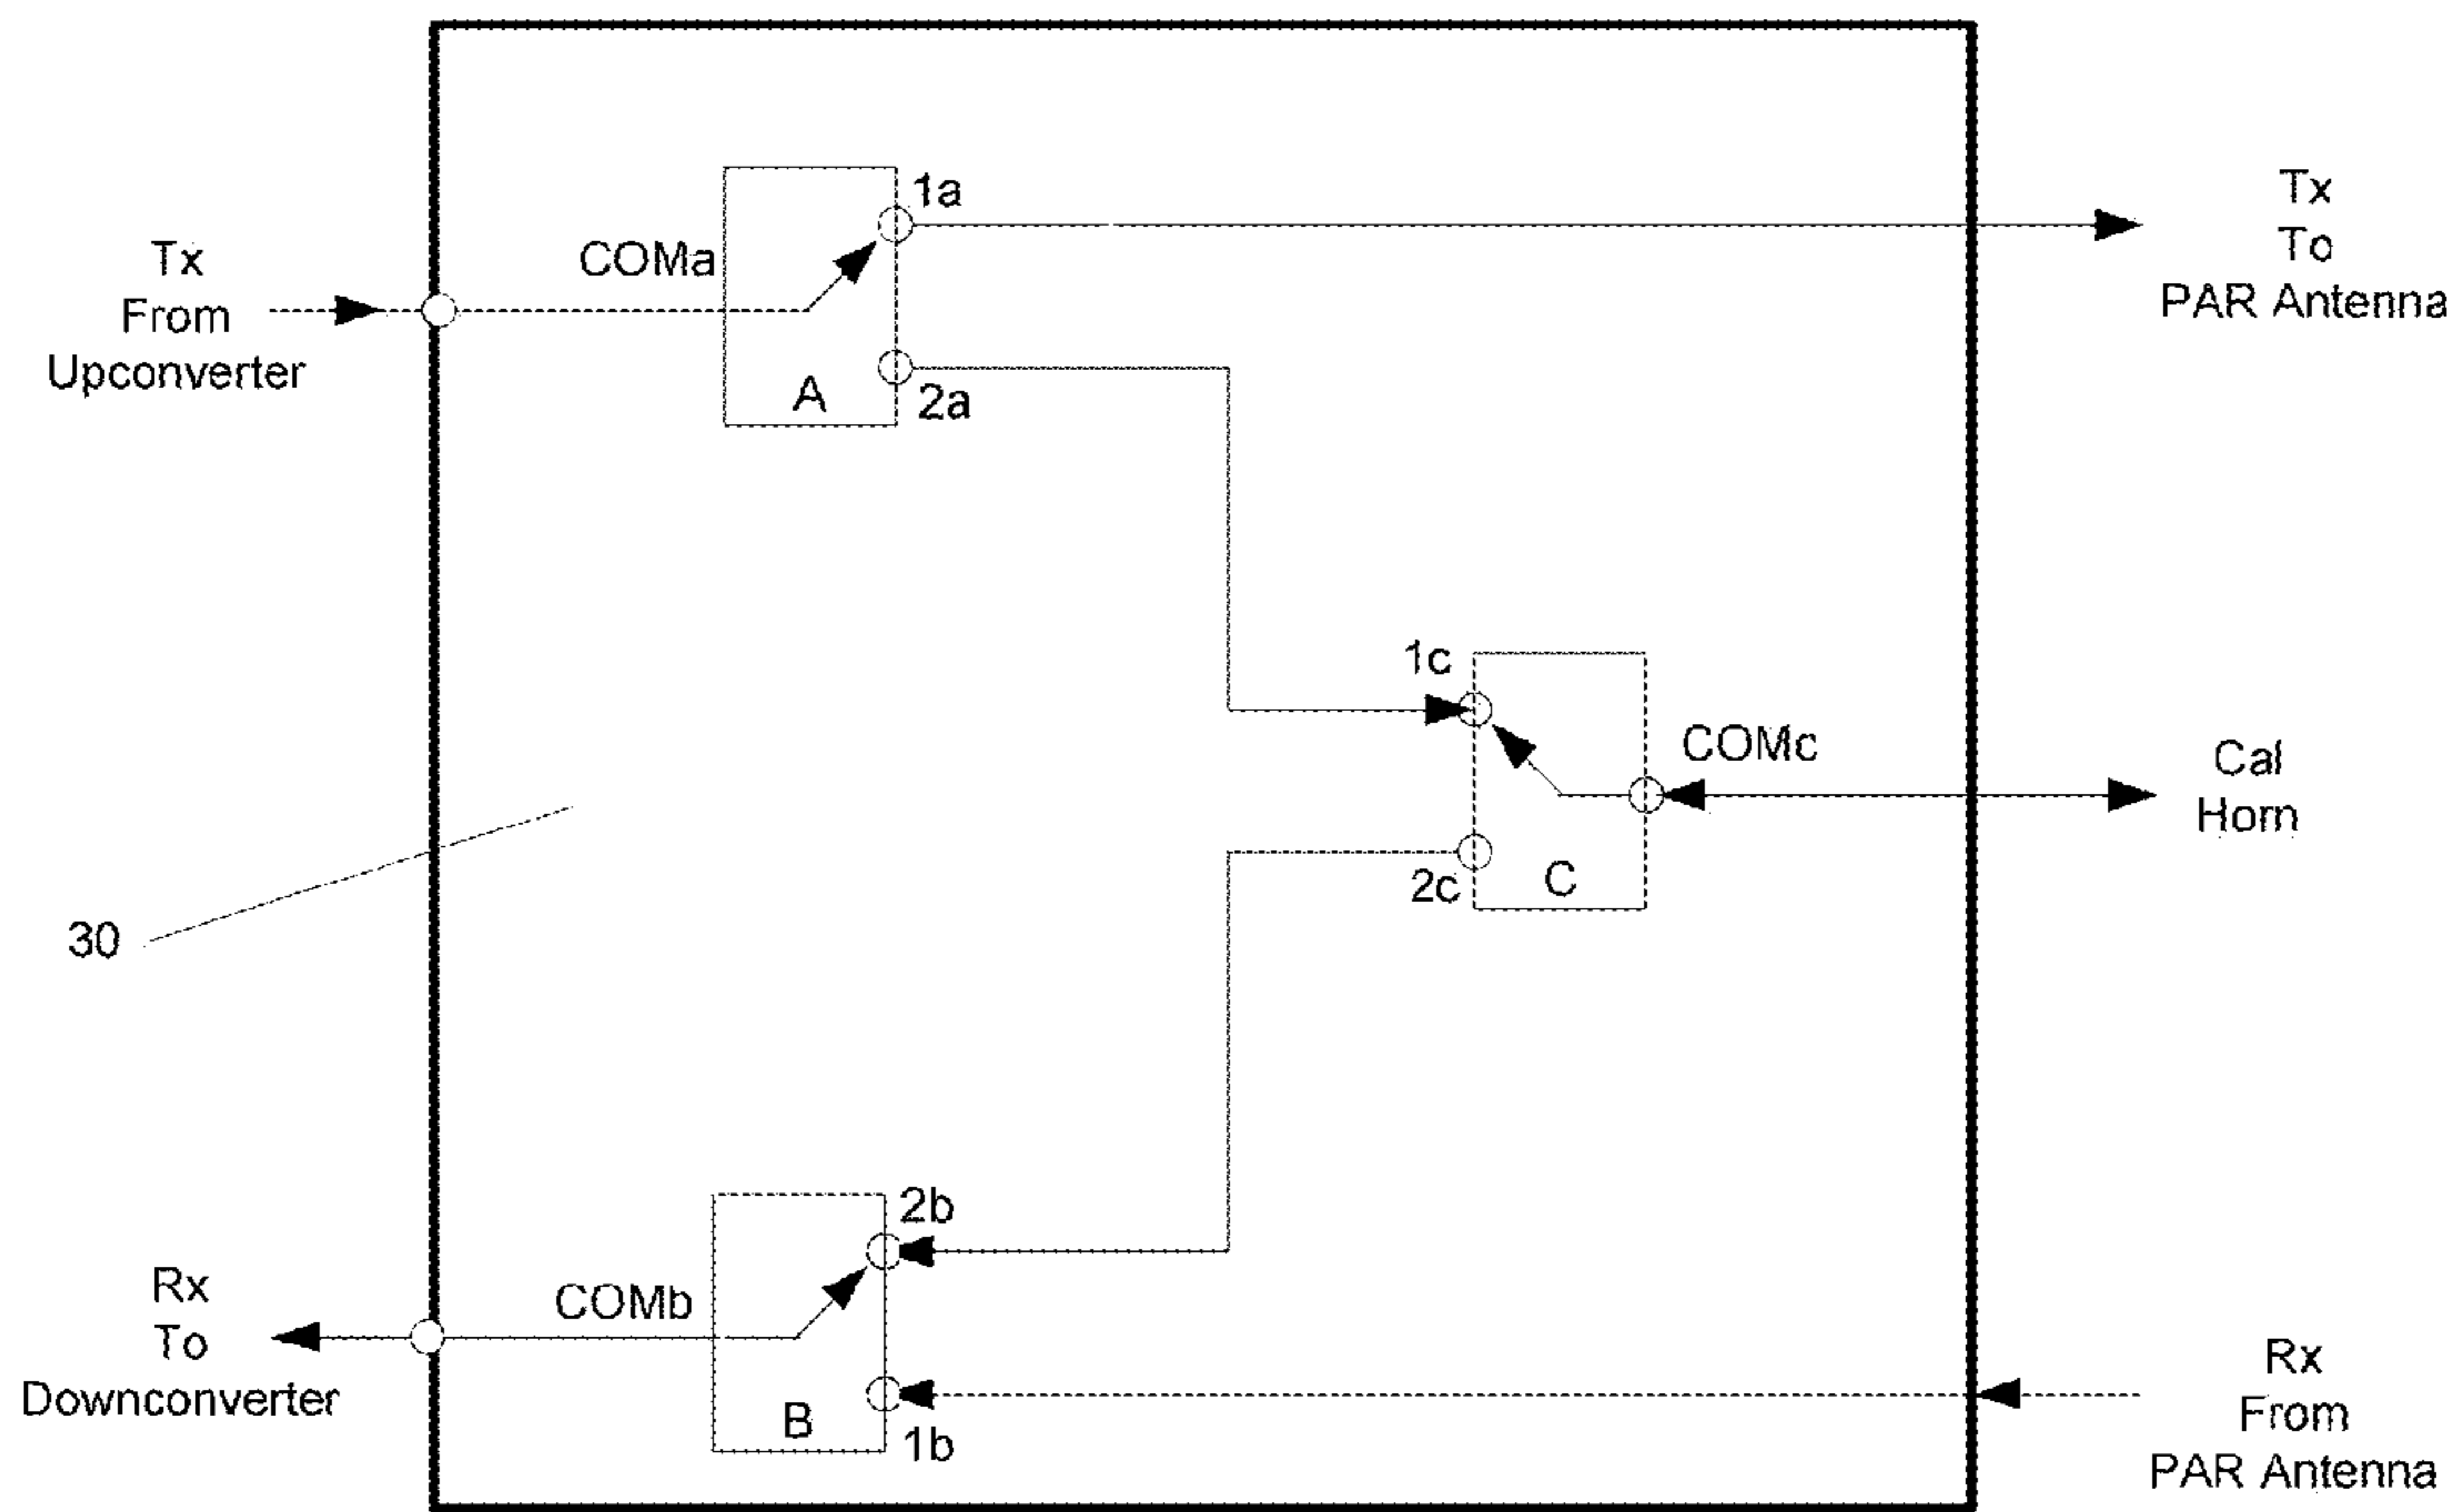 1a
Tx
To
PAR Antenna
COMa
Tx
From
Upconverter
A
2a
1c
COMc
Cal
Horn
2c
C
30
2b
COMb
Rx
To
Downconverter
B
1b
Rx
From
PAR Antenna